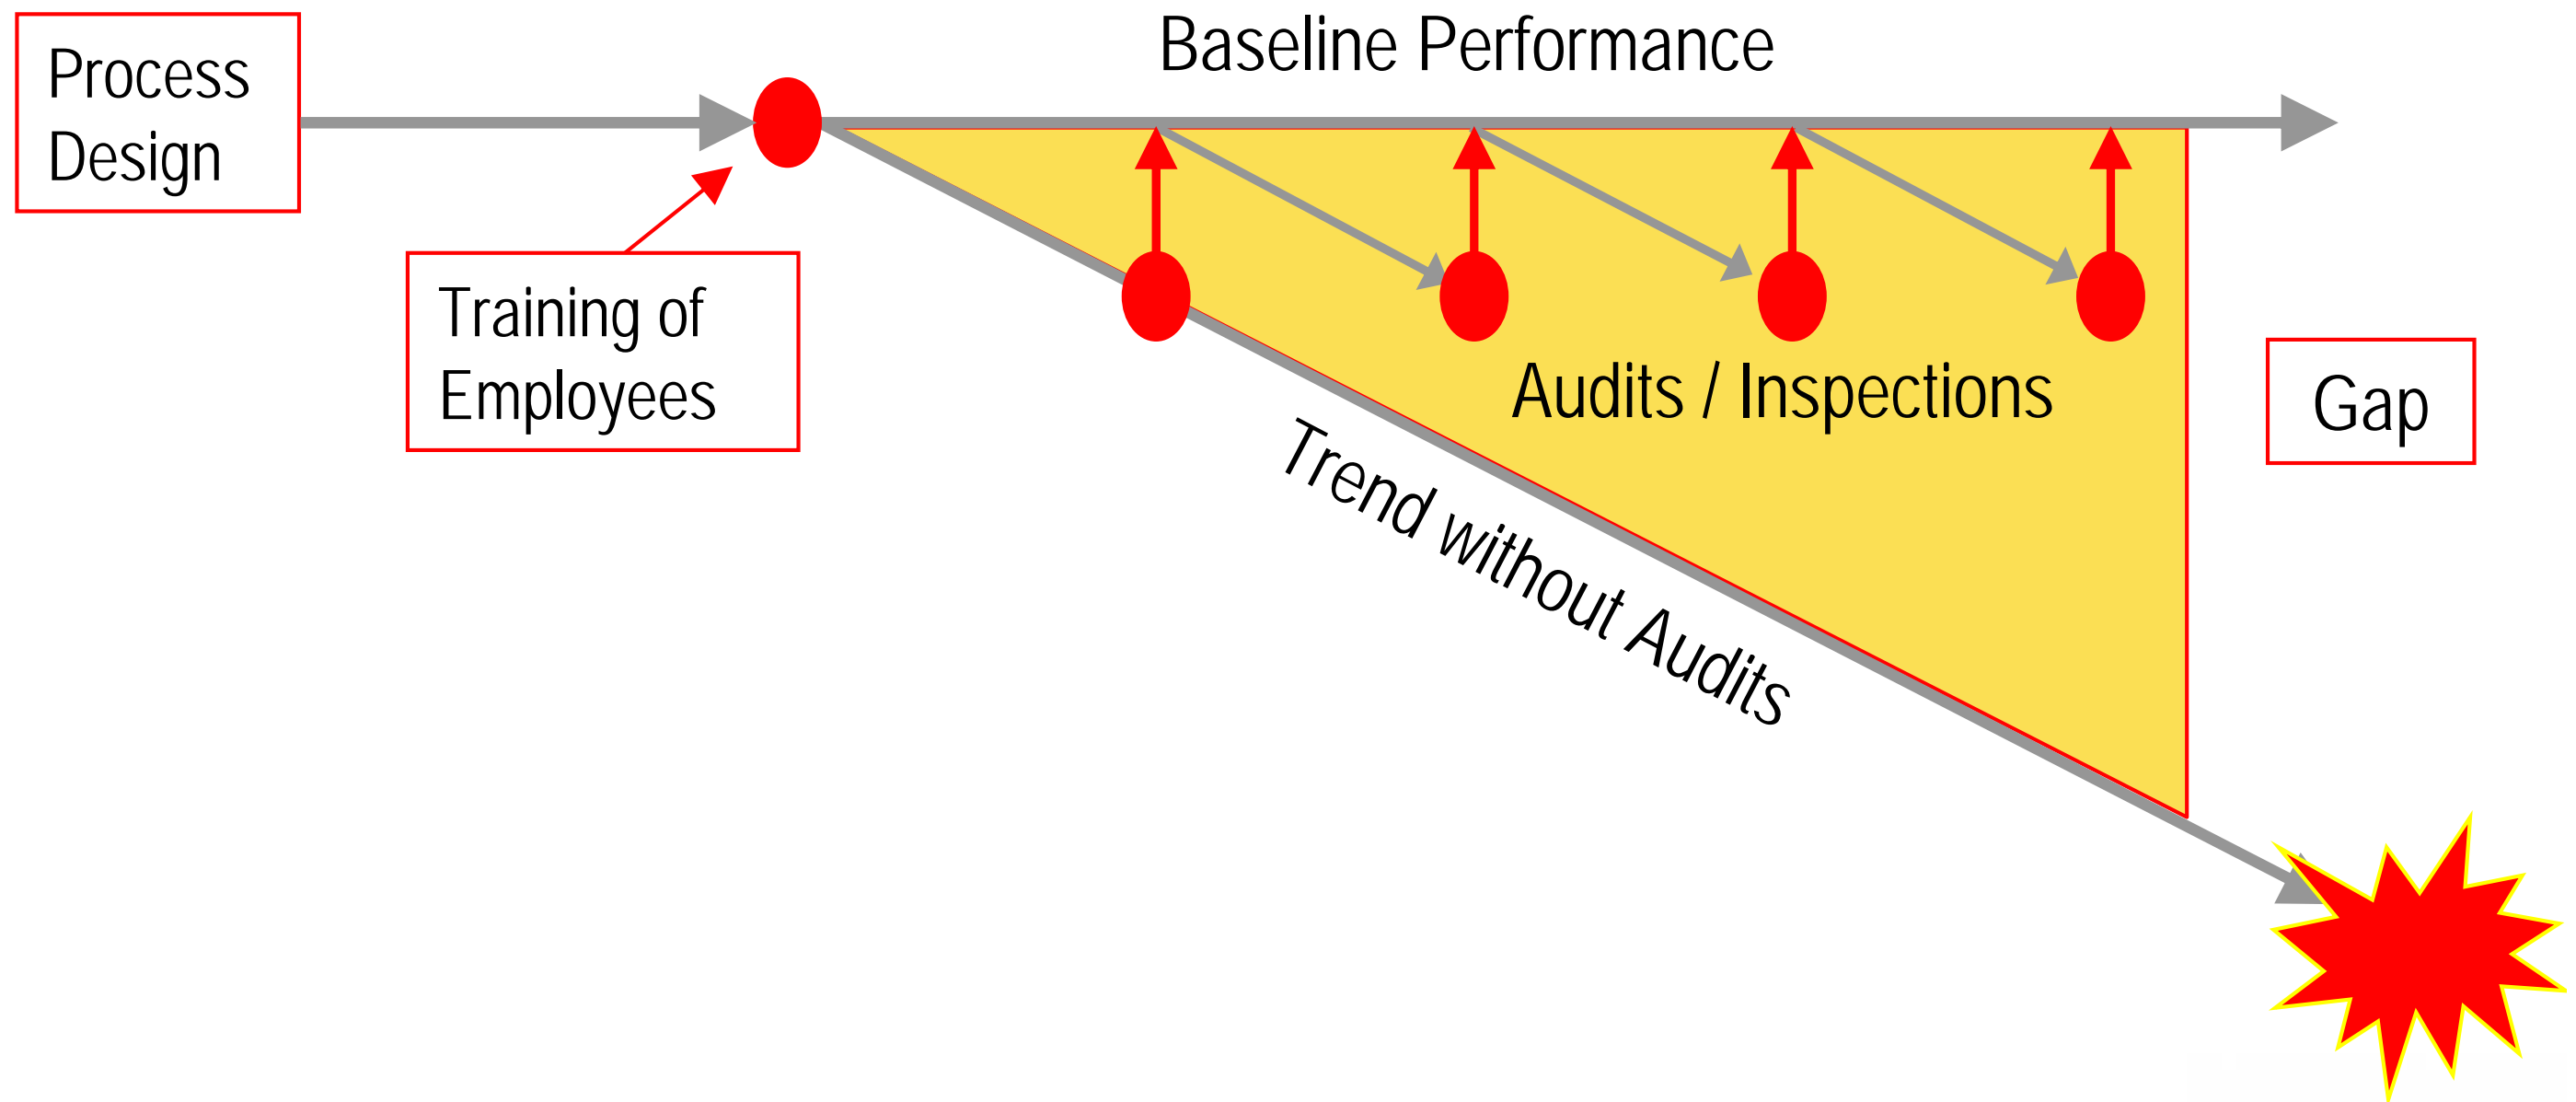 Baseline Performance
Process
Design
Training of
Employees
Audits / Inspections
Gap
Trend without Audits